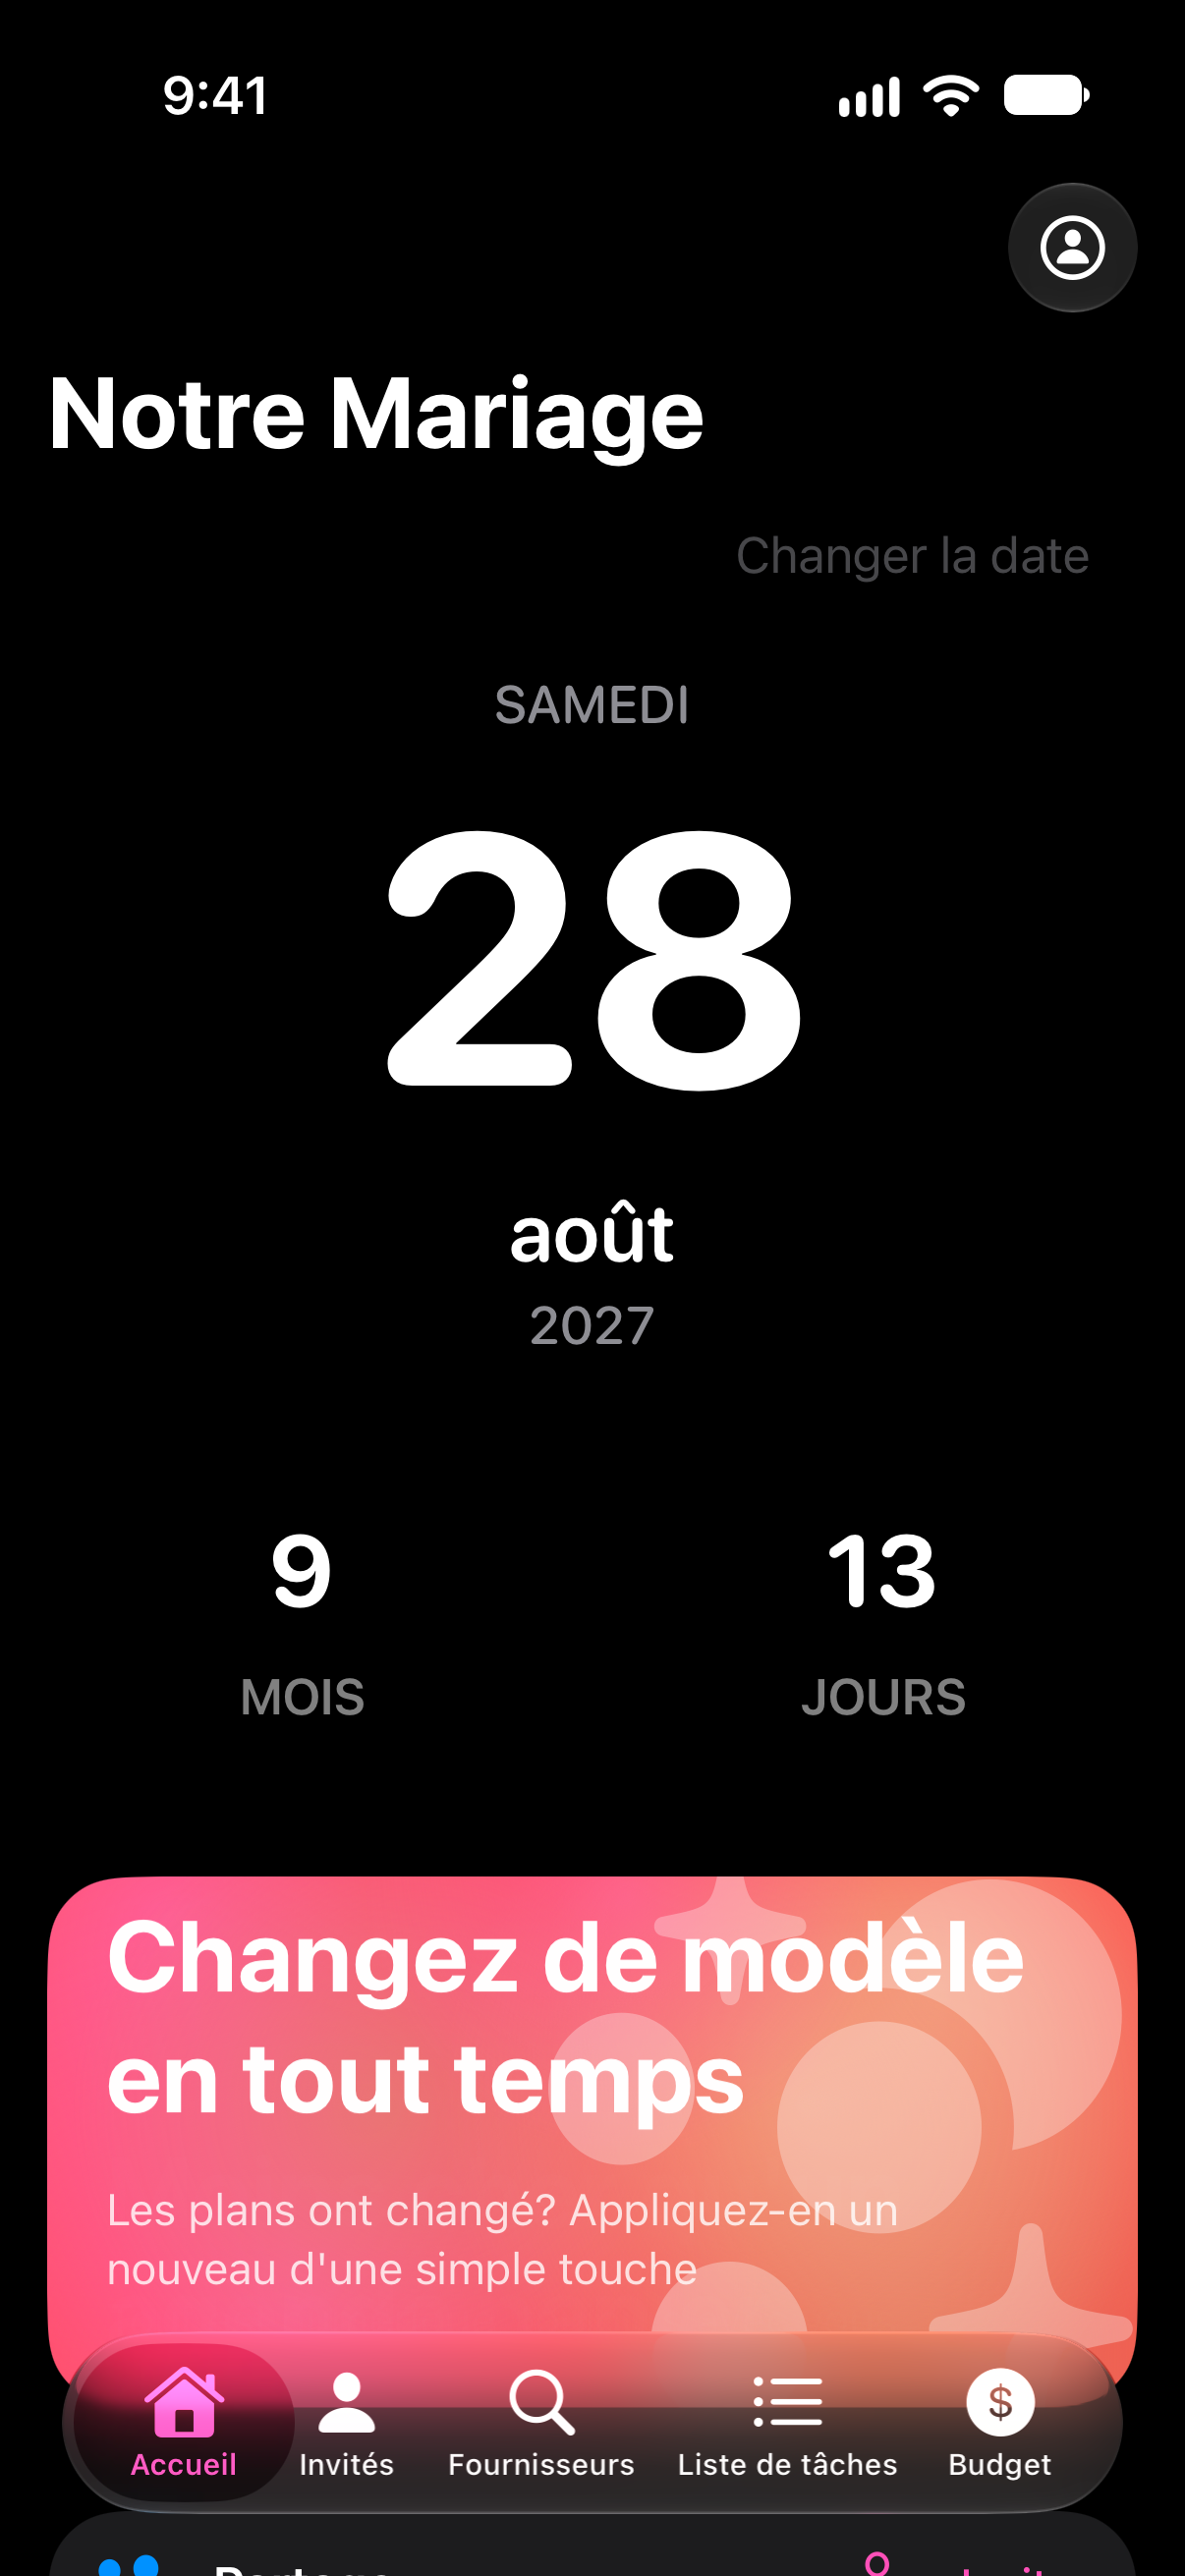 9:41
Notre Mariage
Changer la date
SAMEDI
28
août
2027
9
13
MOIS
JOURS
Changez de modèle
en tout temps
Les plans ont changé? Appliquez-en un
nouveau d'une simple touche
Accueil
Invités
Fournisseurs
Liste de tâches
Budget